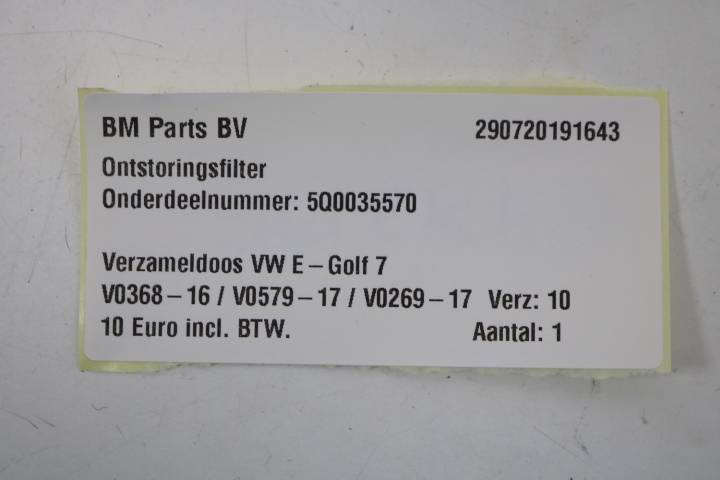 BM Parts BV 290720191643
Ontstoringsfilter
Onderdeelnummer: 5Q0035570
Verzameldoos VW E-Golf 7
V0368-16 / V0579-17 / V0269-17 Verz: 10
10 Euro incl. BTW. Aantal: 1